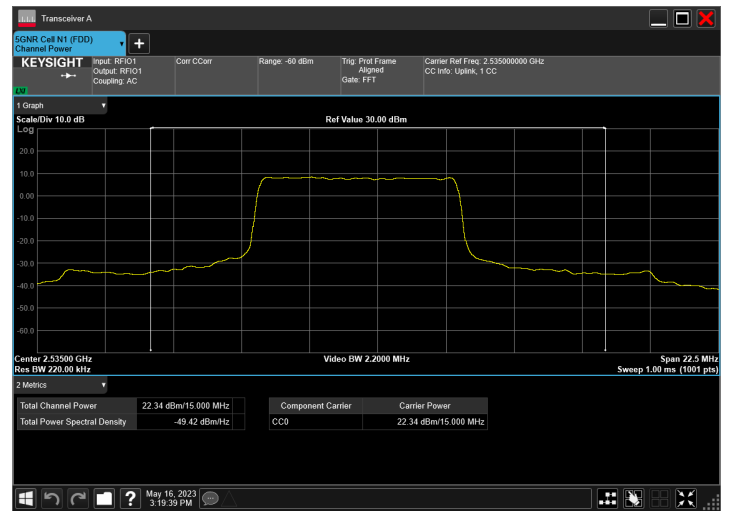 Transceiver A
5GNR Cell N1 (FDD)
Channel Power
KEYSIGHT
LXI
Input: RFIO1
Output: RFIO1
Coupling: AC
Corr CCorr
Range: -60 dBm
Trig: Prot Frame
Aligned
Gate: FFT
Carrier Ref Freq: 2.535000000 GHz
CC Info: Uplink, 1 CC
1 Graph
Scale/Div 10.0 dB
Ref Value 30.00 dBm
Log
20.0
10.0
0.00
-10.0
-20.0
-30.0
-40.0
-50.0
-60.0
Center 2.53500 GHz
Video BW 2.2000 MHz
Span 22.5 MHz
Res BW 220.00 kHz
Sweep 1.00 ms (1001 pts)
2 Metrics
Total Channel Power 22.34 dBm/15.000 MHz
Total Power Spectral Density -49.42 dBm/Hz
Component Carrier Carrier Power
CC0 22.34 dBm/15.000 MHz
?
May 16, 2023
3:19:39 PM